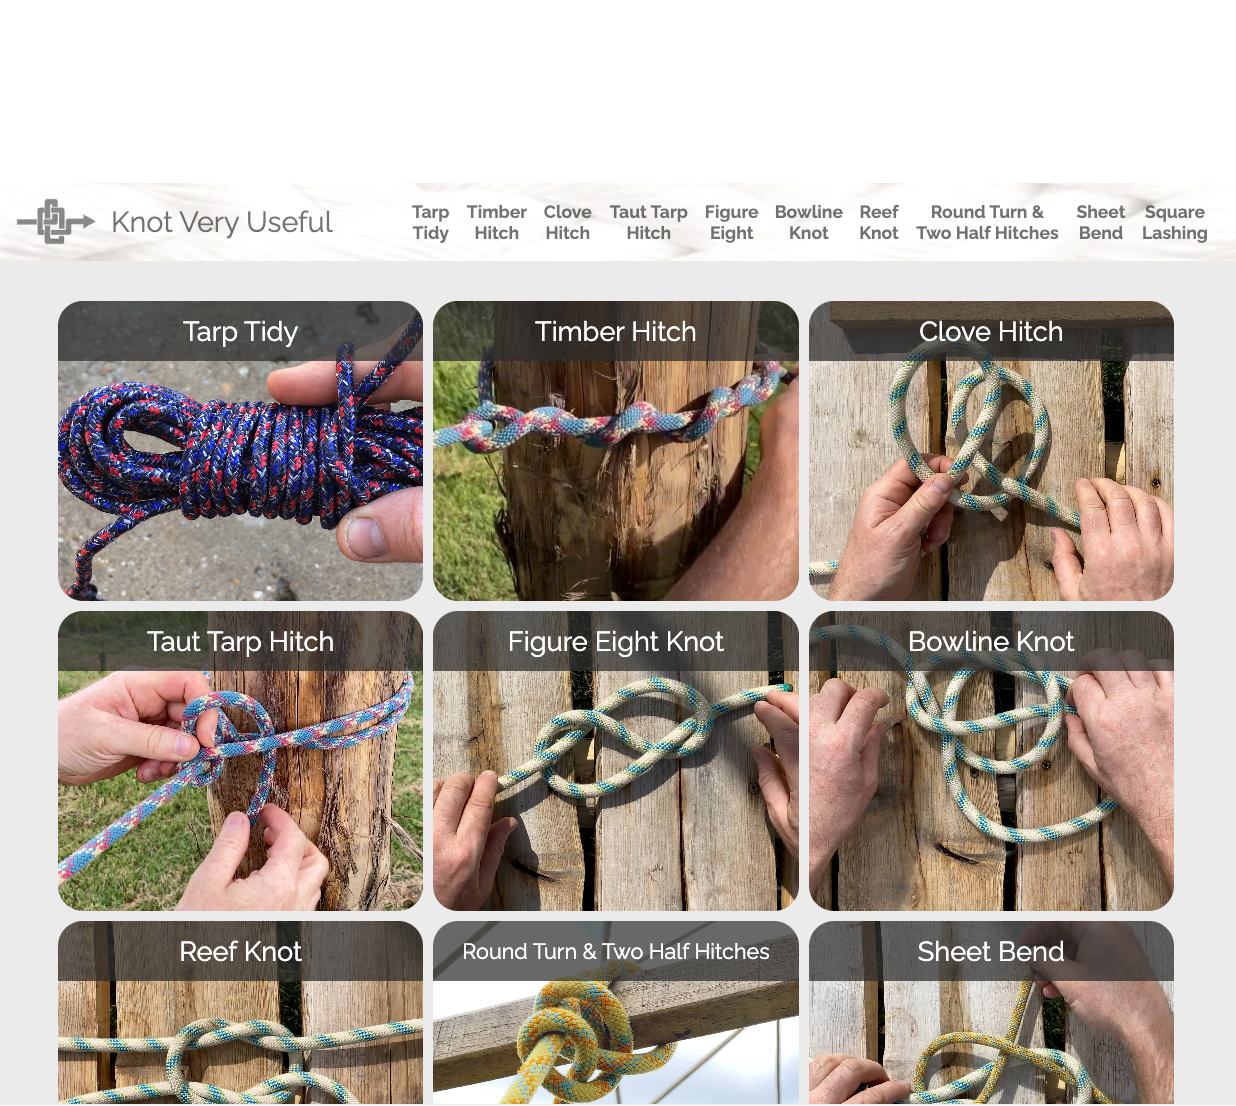 Knot Very Useful
Tarp Tidy
Timber Hitch
Clove Hitch
Taut Tarp Hitch
Figure Eight
Bowline Knot
Reef Knot
Round Turn & Two Half Hitches
Sheet Bend
Square Lashing
Tarp Tidy
Timber Hitch
Clove Hitch
Taut Tarp Hitch
Figure Eight Knot
Bowline Knot
Reef Knot
Round Turn & Two Half Hitches
Sheet Bend